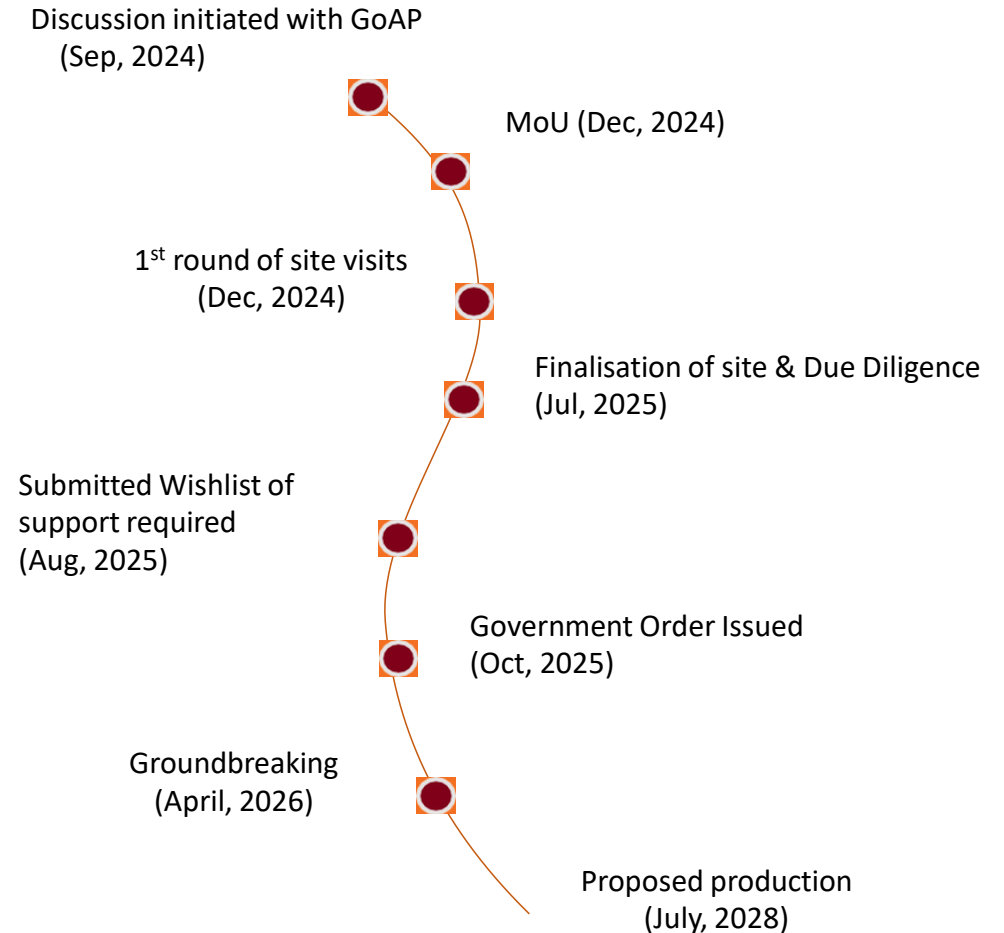 Discussion initiated with GoAP
(Sep, 2024)
MoU (Dec, 2024)
1st round of site visits
(Dec, 2024)
Finalisation of site & Due Diligence
(Jul, 2025)
Submitted Wishlist of
support required
(Aug, 2025)
Government Order Issued
(Oct, 2025)
Groundbreaking
(April, 2026)
Proposed production
(July, 2028)